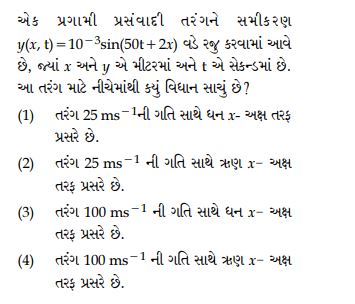 એક પ્રગામી પ્રસંવાદી તરંગને સમીકરણ
y(x, t)=10⁻³sin(50t+2x) વડે રજુ કરવામાં આવે
છે, જ્યાં x અને y એ મીટરમાં અને t એ સેકન્ડમાં છે.
આ તરંગ માટે નીચેમાંથી કયું વિધાન સાચું છે?
(1) તરંગ 25 ms⁻¹ની ગતિ સાથે ધન x- અક્ષ તરફ
પ્રસરે છે.
(2) તરંગ 25 ms⁻¹ ની ગતિ સાથે ઋણ x- અક્ષ
તરફ પ્રસરે છે.
(3) તરંગ 100 ms⁻¹ ની ગતિ સાથે ધન x- અક્ષ
તરફ પ્રસરે છે.
(4) તરંગ 100 ms⁻¹ ની ગતિ સાથે ઋણ x- અક્ષ
તરફ પ્રસરે છે.